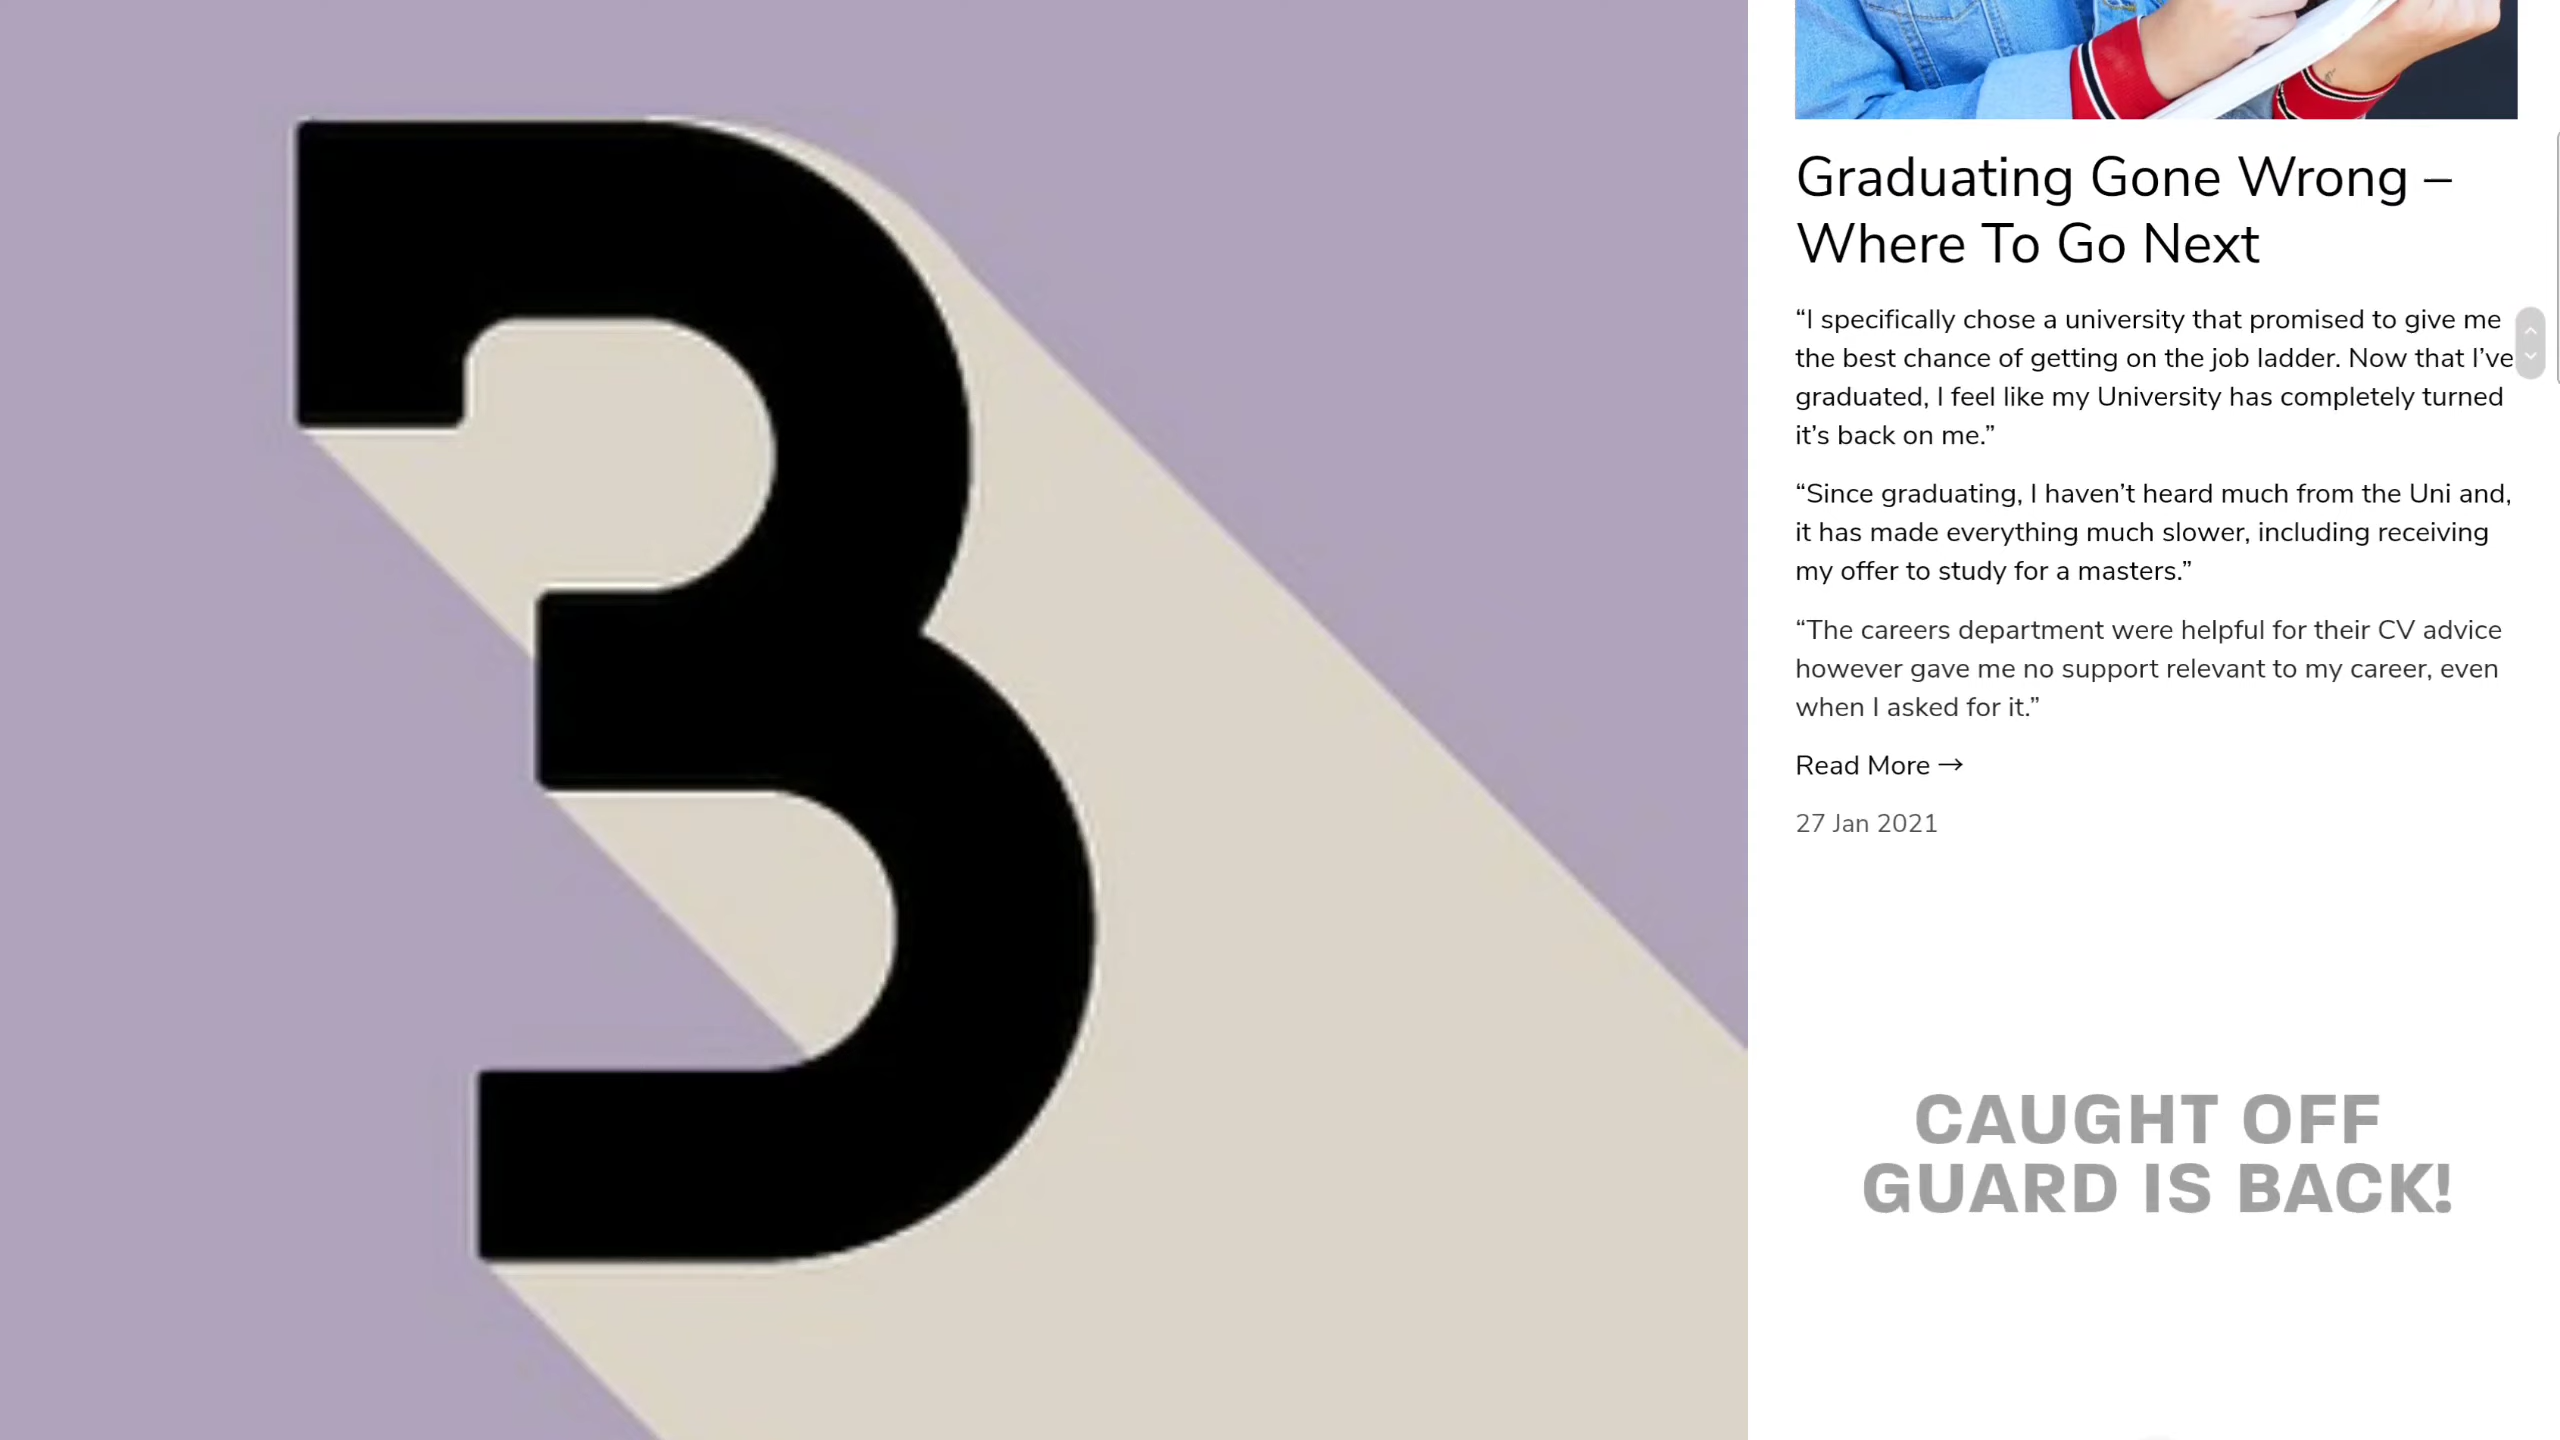 3
Graduating Gone Wrong –
Where To Go Next
“I specifically chose a university that promised to give me
the best chance of getting on the job ladder. Now that I’ve
graduated, I feel like my University has completely turned
it’s back on me.”
“Since graduating, I haven’t heard much from the Uni and,
it has made everything much slower, including receiving
my offer to study for a masters.”
“The careers department were helpful for their CV advice
however gave me no support relevant to my career, even
when I asked for it.”
Read More →
27 Jan 2021
CAUGHT OFF
GUARD IS BACK!